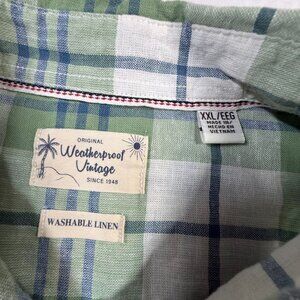 ORIGINAL
Weatherproof
Vintage
SINCE 1948
WASHABLE LINEN
XXL/EEG
MADE IN/
HECHO EN
VIETNAM